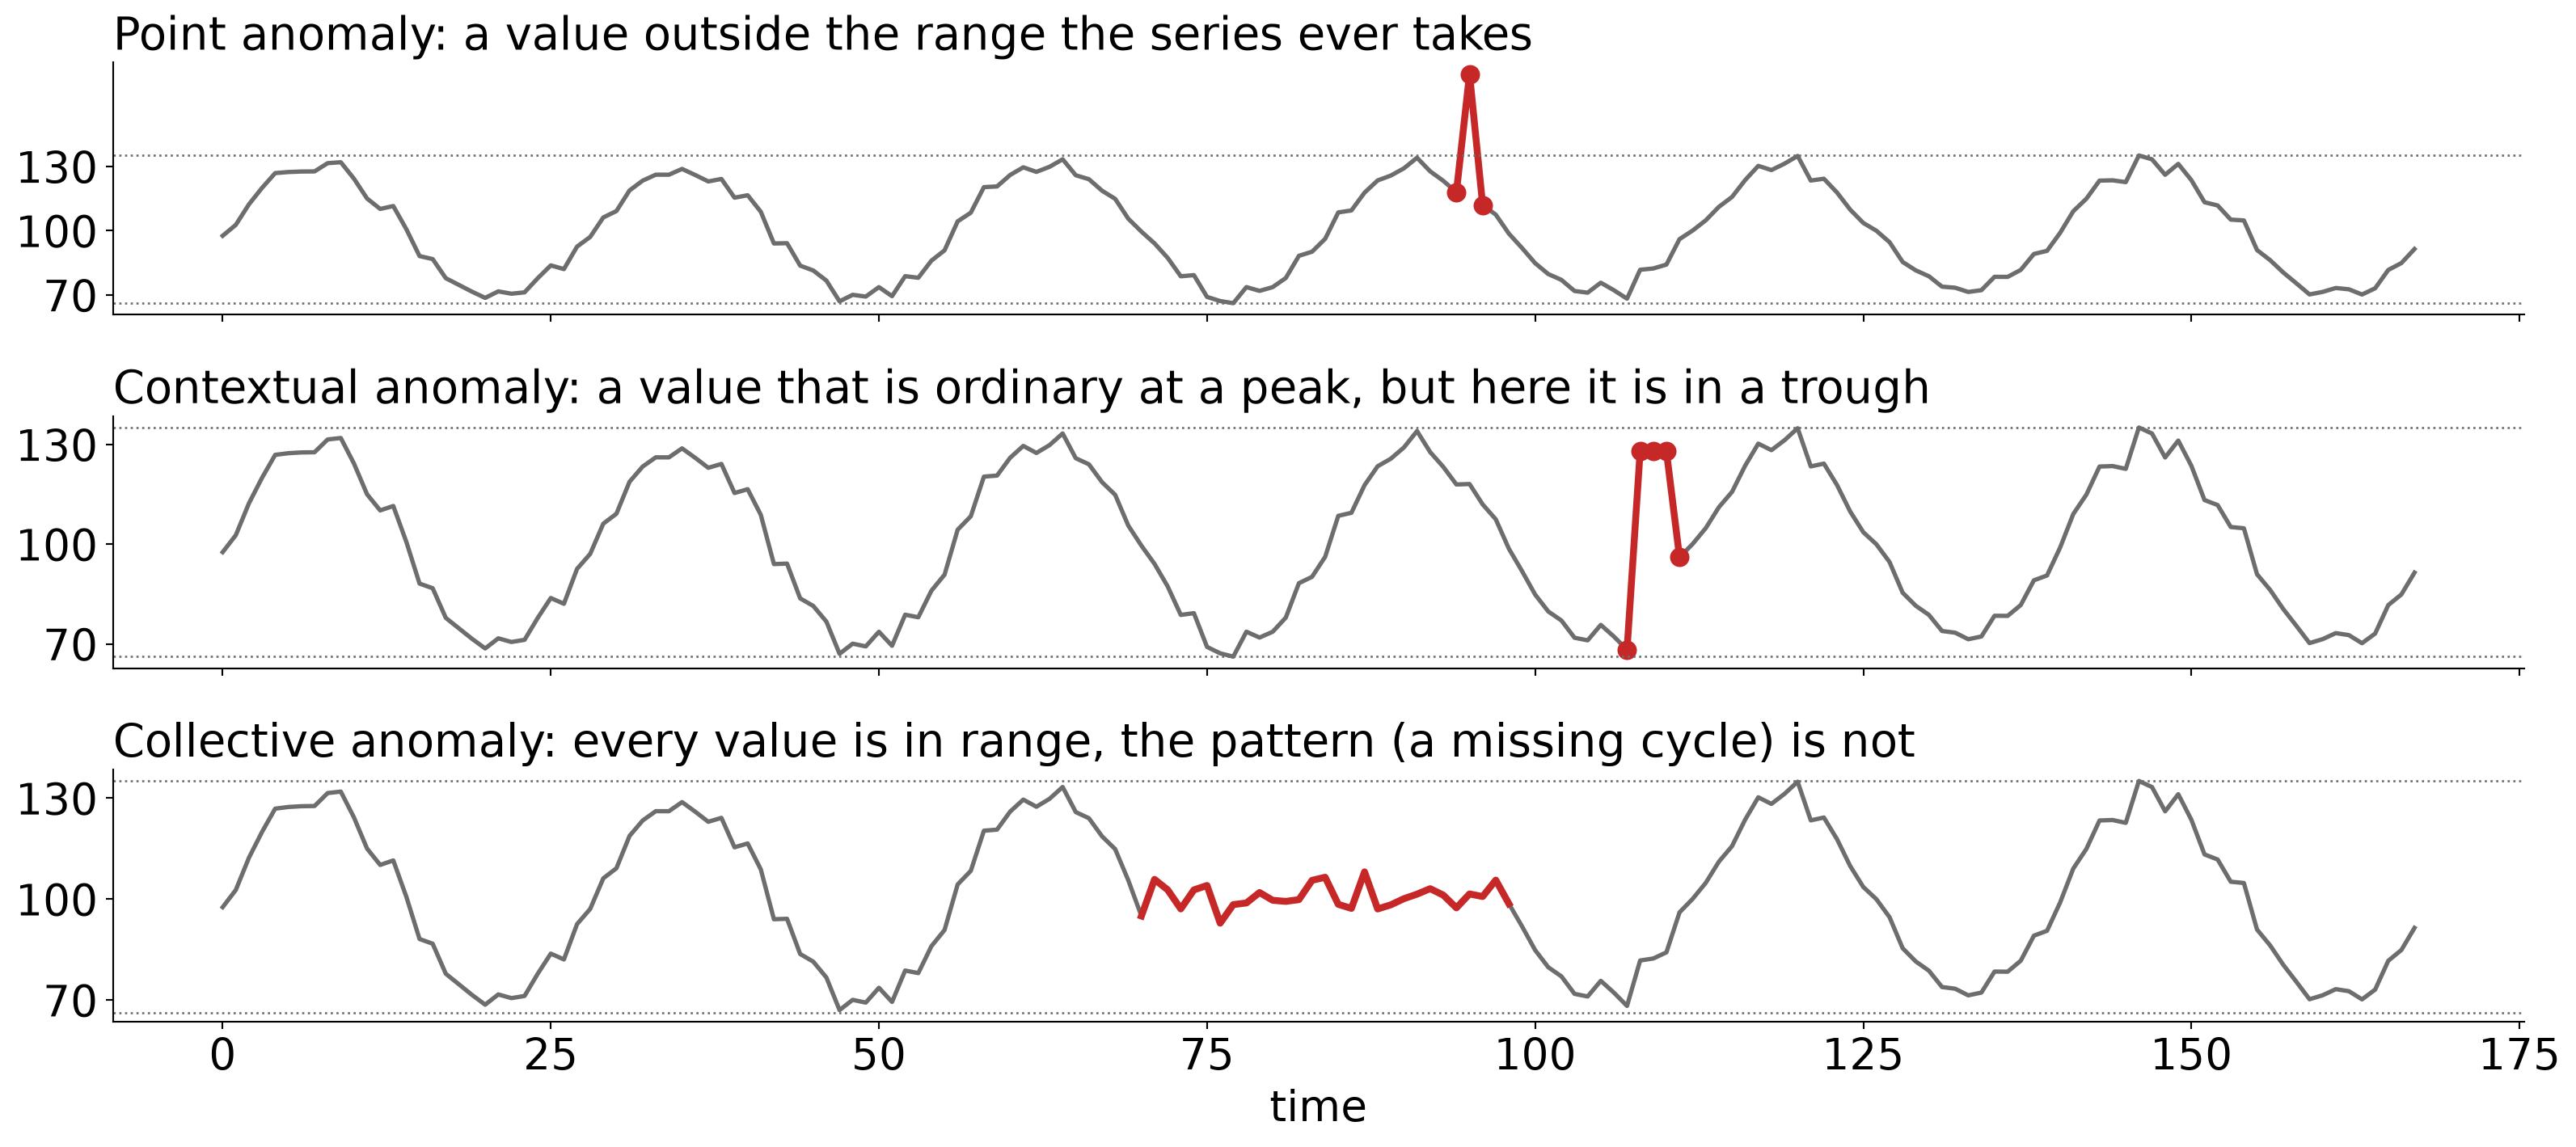 Point anomaly: a value outside the range the series ever takes
130
100
70
Contextual anomaly: a value that is ordinary at a peak, but here it is in a trough
130
100
70
Collective anomaly: every value is in range, the pattern (a missing cycle) is not
130
100
70
0 25 50 75 100 125 150 175
time